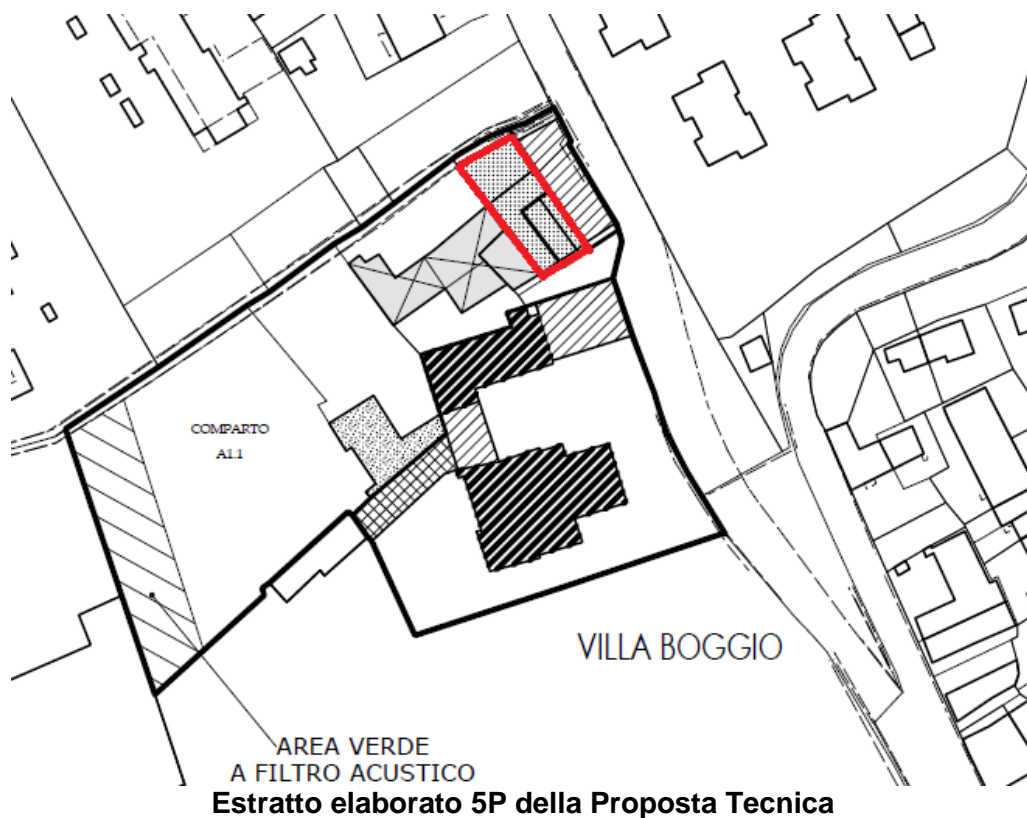 COMPARTO
A1.1
VILLA BOGGIO
AREA VERDE
A FILTRO ACUSTICO
Estratto elaborato 5P della Proposta Tecnica